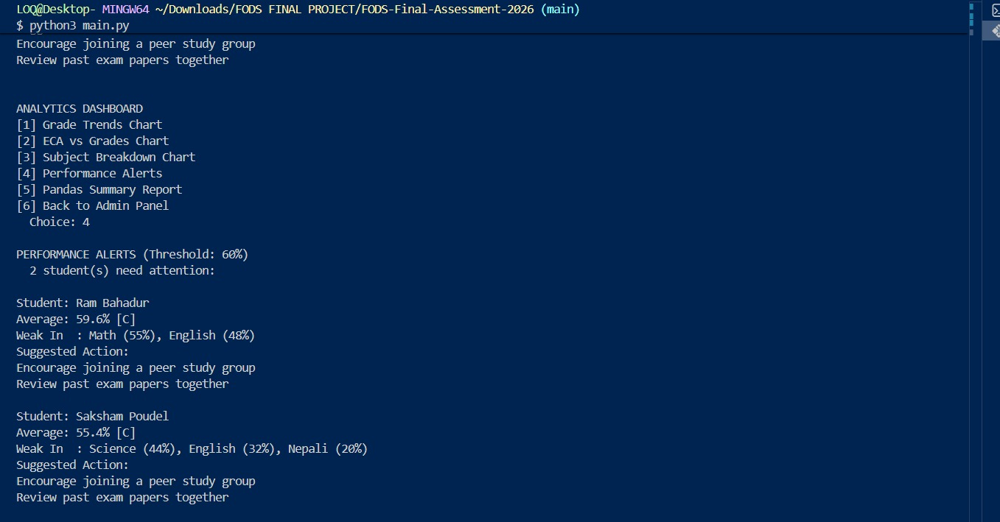 LOQ@Desktop- MINGW64 ~/Downloads/FODS FINAL PROJECT/FODS-Final-Assessment-2026 (main)
$ python3 main.py
Encourage joining a peer study group
Review past exam papers together
ANALYTICS DASHBOARD
[1] Grade Trends Chart
[2] ECA vs Grades Chart
[3] Subject Breakdown Chart
[4] Performance Alerts
[5] Pandas Summary Report
[6] Back to Admin Panel
Choice: 4
PERFORMANCE ALERTS (Threshold: 60%)
2 student(s) need attention:
Student: Ram Bahadur
Average: 59.6% [C]
Weak In  : Math (55%), English (48%)
Suggested Action:
Encourage joining a peer study group
Review past exam papers together
Student: Saksham Poudel
Average: 55.4% [C]
Weak In  : Science (44%), English (32%), Nepali (20%)
Suggested Action:
Encourage joining a peer study group
Review past exam papers together